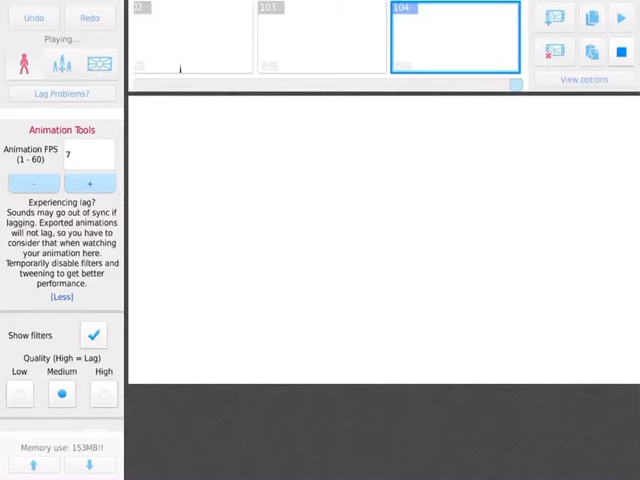 Undo Redo
02 103 104
Playing...
View options
Lag Problems?
Animation Tools
Animation FPS
(1 - 60)
7
- +
Experiencing lag?
Sounds may go out of sync if
lagging. Exported animations
will not lag, so you have to
consider that when watching
your animation here.
Temporarily disable filters and
tweening to get better
performance.
[Less]
Show filters
Quality (High = Lag)
Low Medium High
Memory use: 153MB!!